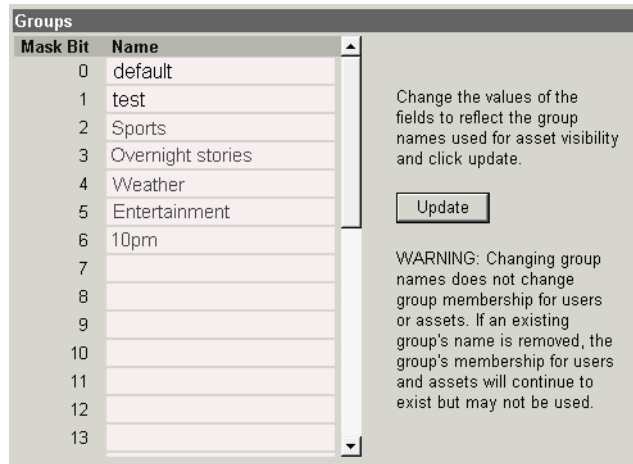 Groups
Mask Bit Name
0 default
1 test
2 Sports
3 Overnight stories
4 Weather
5 Entertainment
6 10pm
7
8
9
10
11
12
13
Change the values of the
fields to reflect the group
names used for asset visibility
and click update.
Update
WARNING: Changing group
names does not change
group membership for users
or assets. If an existing
group's name is removed, the
group's membership for users
and assets will continue to
exist but may not be used.